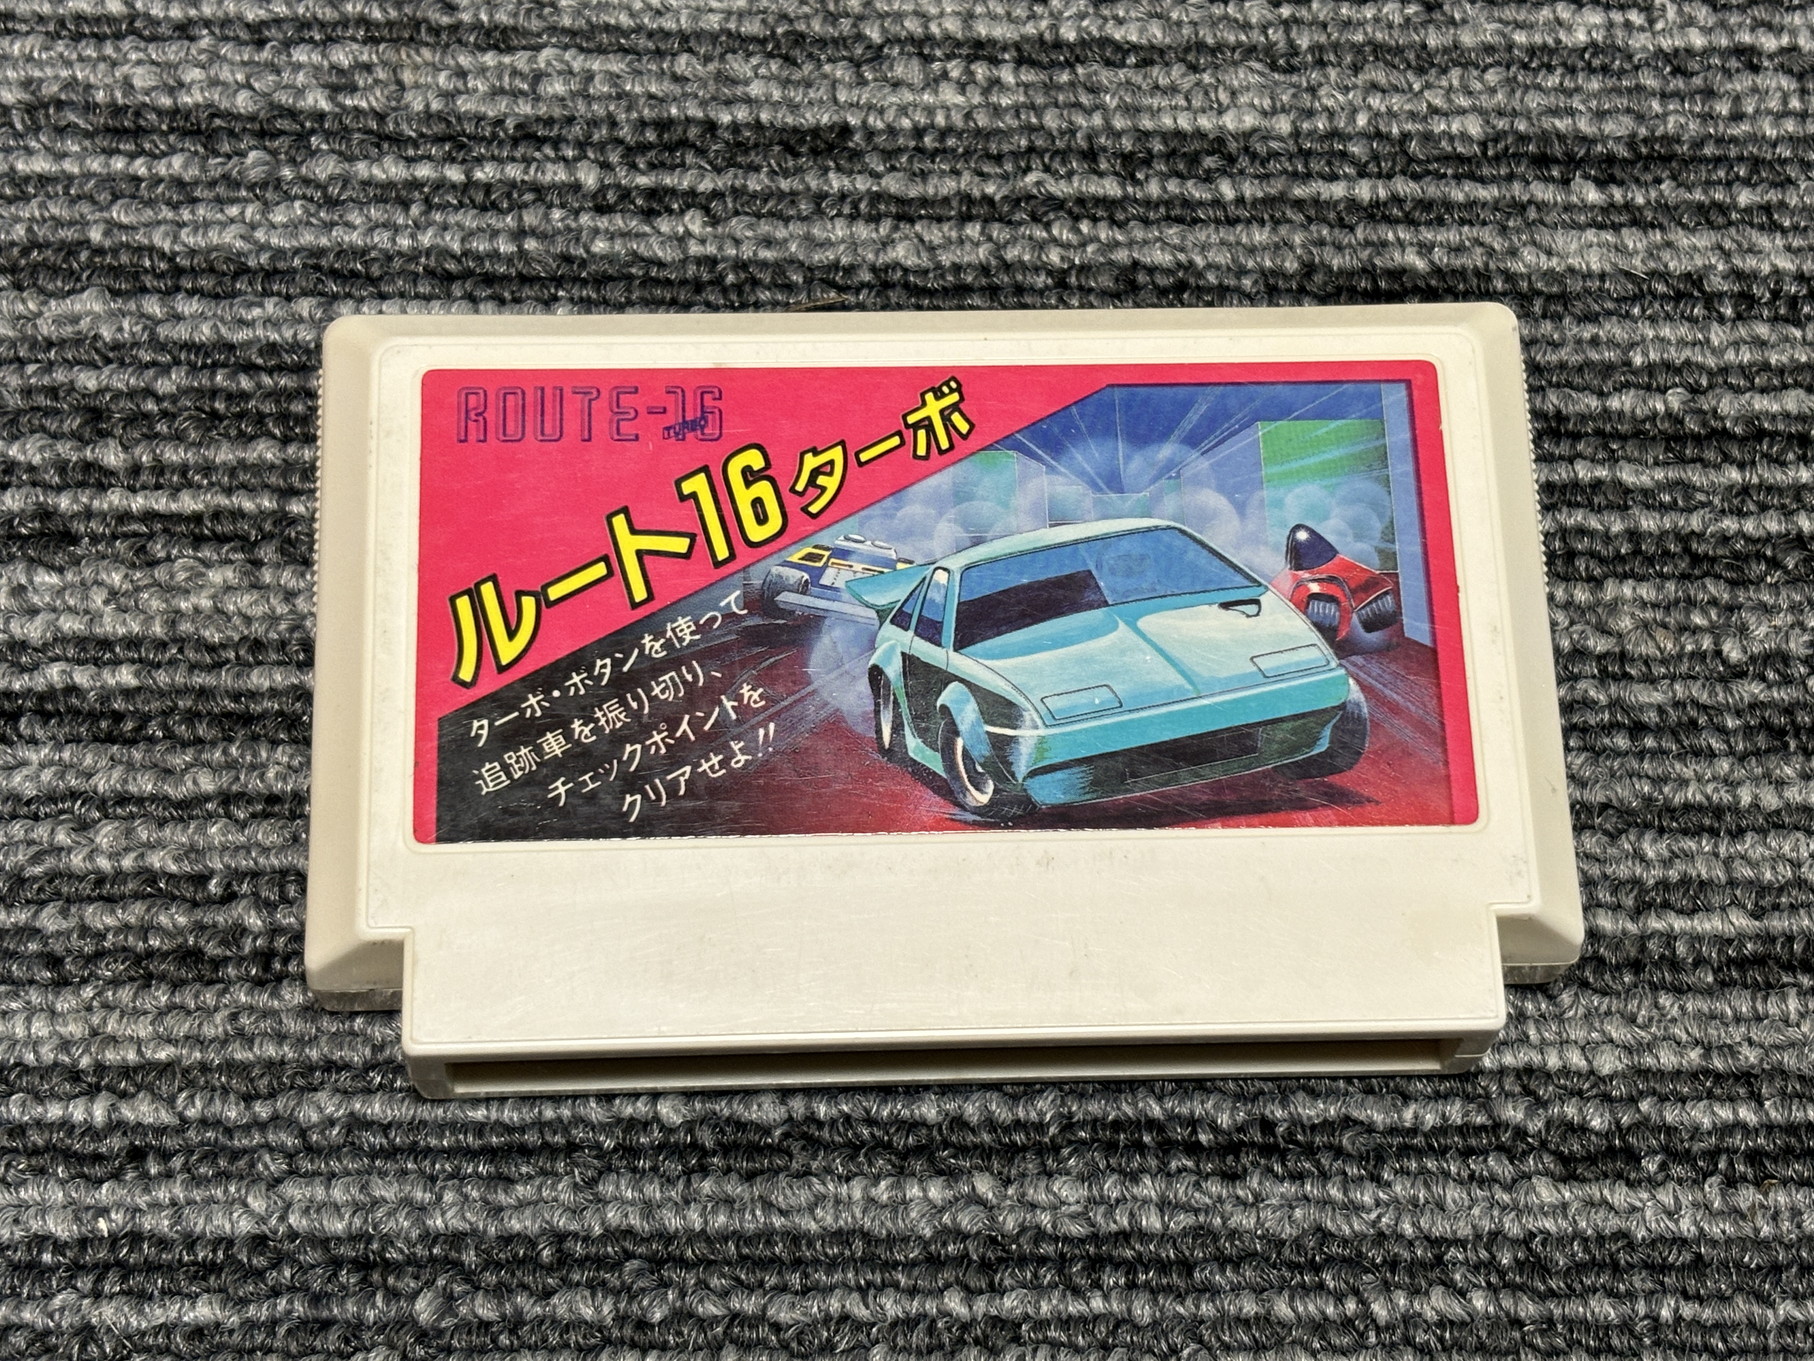 ROUTE-16
TURBO
ルート16ターボ
ターボ・ボタンを使って
追跡車を振り切り、
チェックポイントを
クリアせよ!!